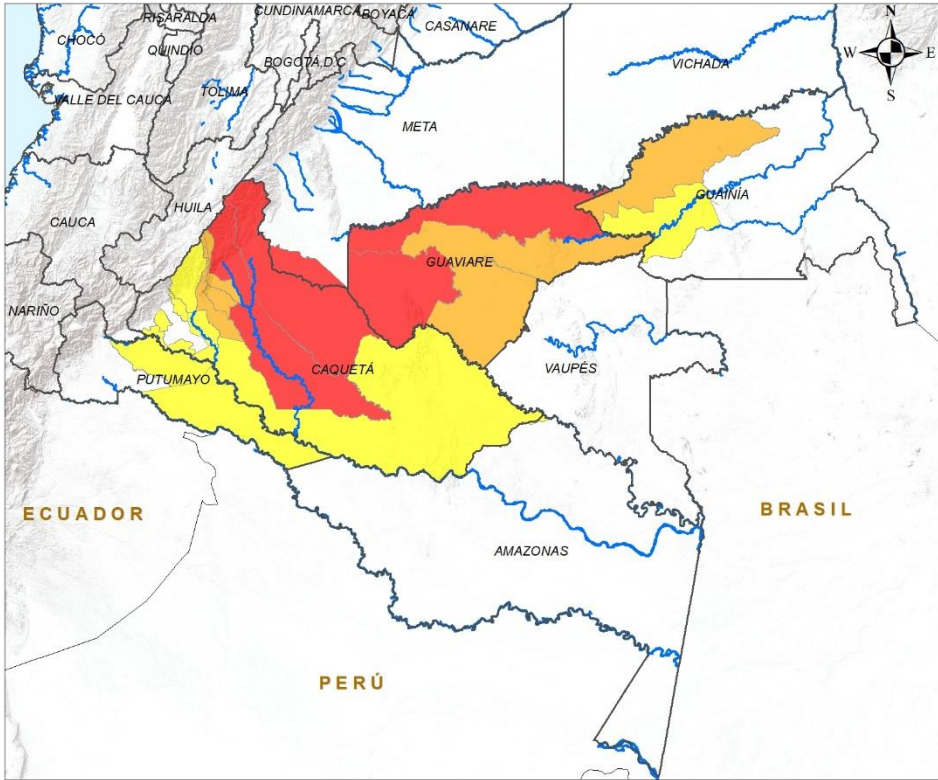 CUNDINAMARCA
BOYACÁ
RISARALDA
CASANARE
CHOCÓ
QUINDIO
BOGOTÁ D.C
N
W
E
S
VICHADA
VALLE DEL CAUCA
TOLIMA
META
HUILA
GUAINÍA
CAUCA
GUAVIARE
NARIÑO
PUTUMAYO
CAQUETÁ
VAUPÉS
ECUADOR
BRASIL
AMAZONAS
PERÚ